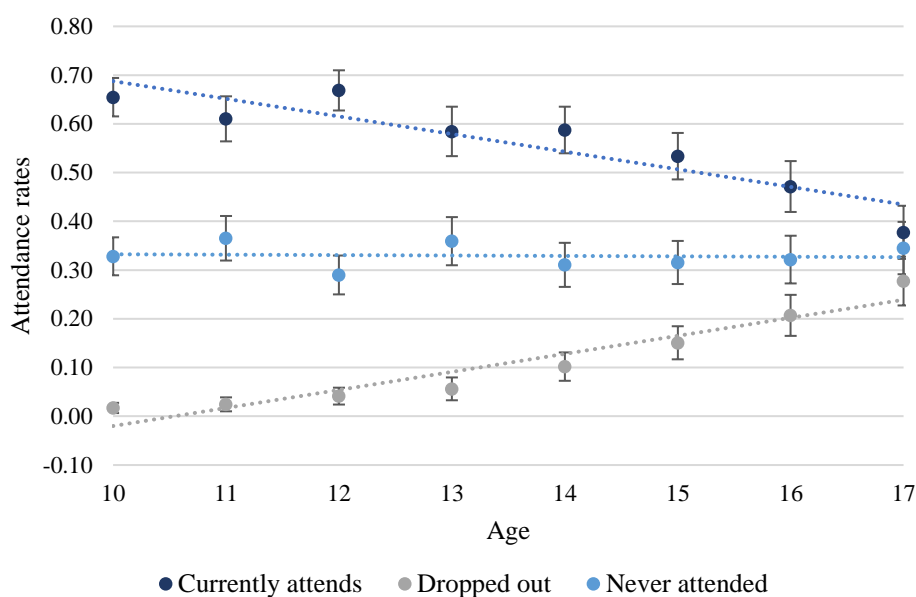 0.80
0.70
0.60
0.50
0.40
0.30
0.20
0.10
0.00
-0.10
Attendance rates
10 11 12 13 14 15 16 17
Age
Currently attends Dropped out Never attended